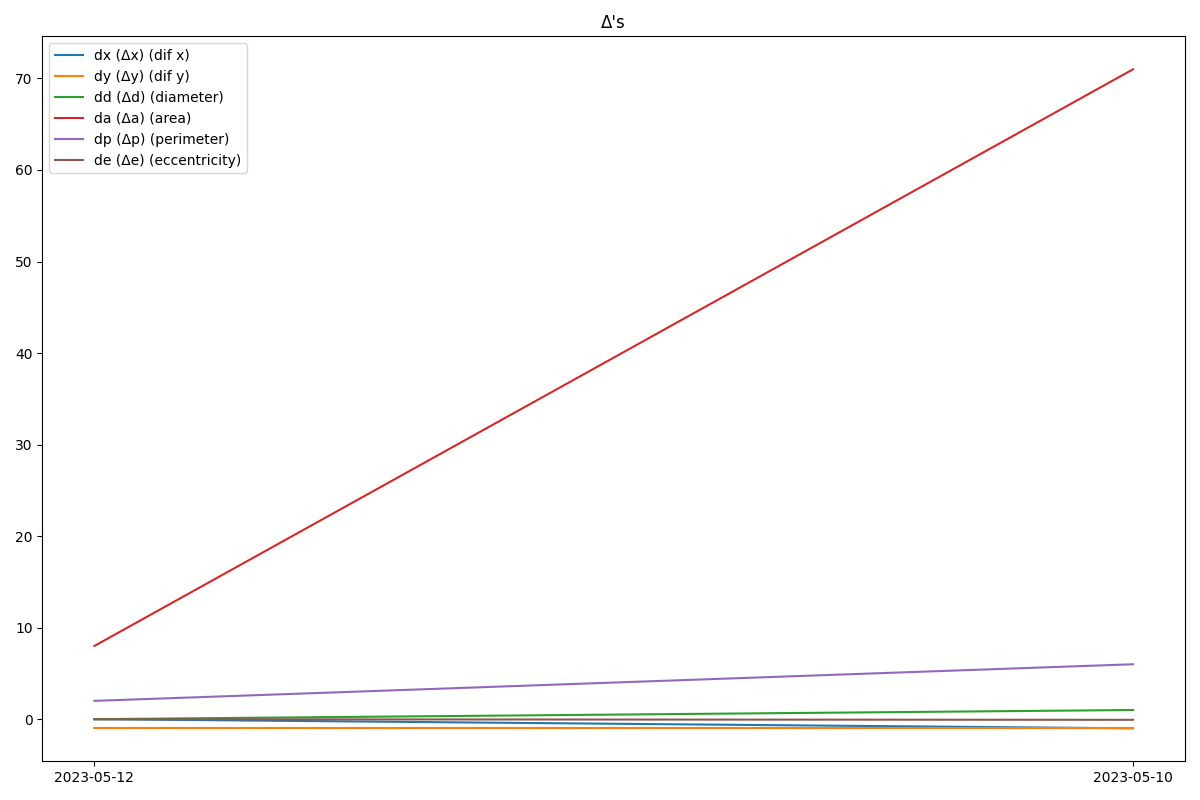 Δ's
dx (Δx) (dif x)
dy (Δy) (dif y)
dd (Δd) (diameter)
da (Δa) (area)
dp (Δp) (perimeter)
de (Δe) (eccentricity)
70
60
50
40
30
20
10
0
2023-05-12
2023-05-10